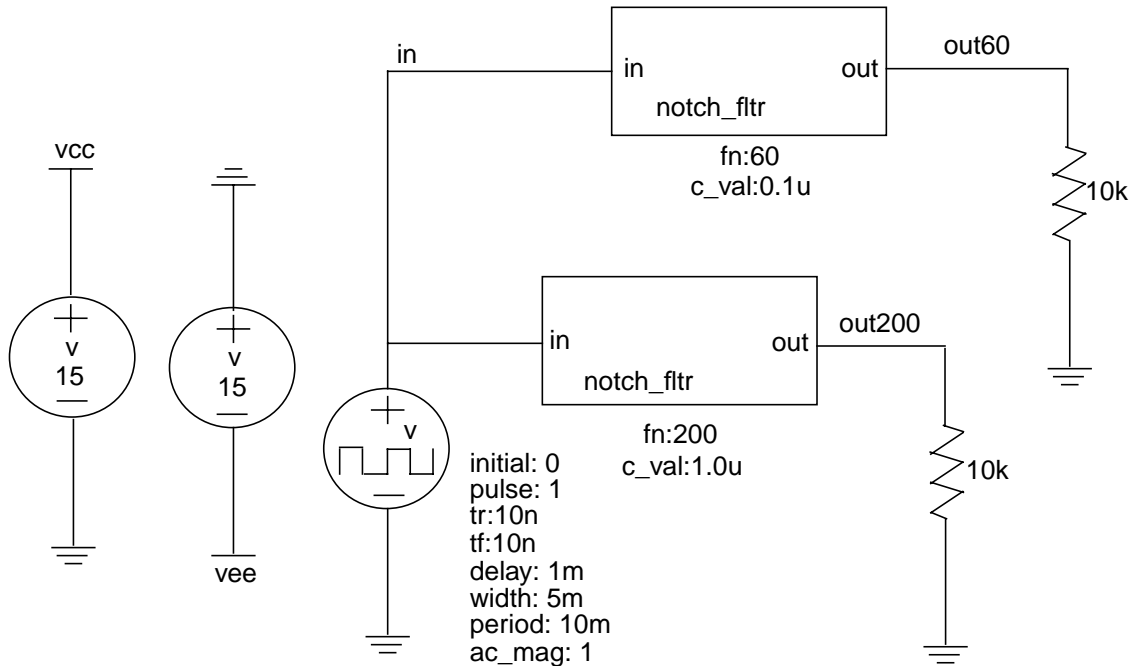 in
out60
in
out
notch_fltr
fn:60
c_val:0.1u
10k
vcc
v
15
v
15
vee
in
out
out200
notch_fltr
fn:200
c_val:1.0u
10k
v
initial: 0
pulse: 1
tr:10n
tf:10n
delay: 1m
width: 5m
period: 10m
ac_mag: 1